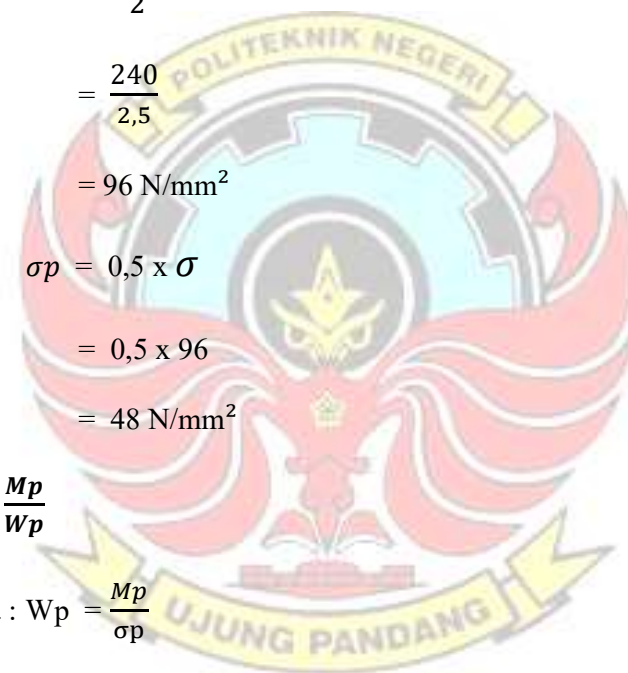 2
POLITEKNIK NEGERI
= 240/2,5
= 96 N/mm²
σp = 0,5 x σ
= 0,5 x 96
= 48 N/mm²
Mp/Wp
: Wp = Mp/σp
UJUNG PANDANG